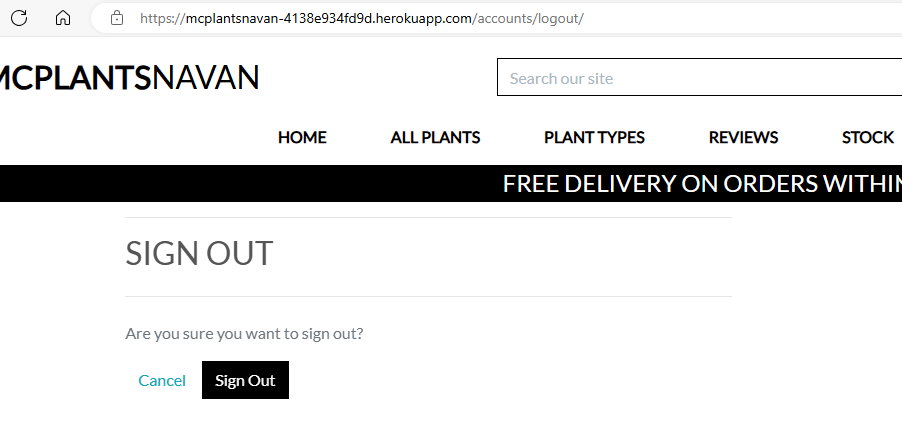 https://mcplantsnavan-4138e934fd9d.herokuapp.com/accounts/logout/
MCPLANTSNAVAN
Search our site
HOME ALL PLANTS PLANT TYPES REVIEWS STOCK
FREE DELIVERY ON ORDERS WITHIN
SIGN OUT
Are you sure you want to sign out?
Cancel Sign Out